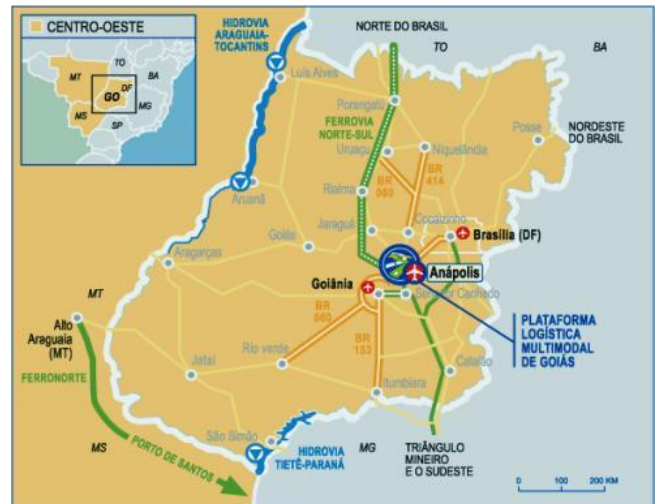 CENTRO-OESTE
MT
TO
BA
GO
DF
MG
MS
SP
HIDROVIA
ARAGUAIA-
TOCANTINS
NORTE DO BRASIL
TO
BA
Luís Alves
Porangatú
FERROVIA
NORTE-SUL
Uruaçu
Niquelândia
Posse
NORDESTE
DO BRASIL
BR
080
BR
414
Rialma
Aruanã
Jaraguá
Cocalzinho
Goiás
Brasília (DF)
Aragarças
Anápolis
Goiânia
Senador Canhedo
MT
Alto
Araguaia
(MT)
BR
060
BR
153
PLATAFORMA
LOGÍSTICA
MULTIMODAL
DE GOIÁS
Rio verde
Jataí
Catalão
FERRONORTE
Itumbiara
São Simão
MS
PORTO DE SANTOS
HIDROVIA
TIETÊ-PARANÁ
MG
TRIÂNGULO
MINEIRO
E O SUDESTE
0 100 200 KM